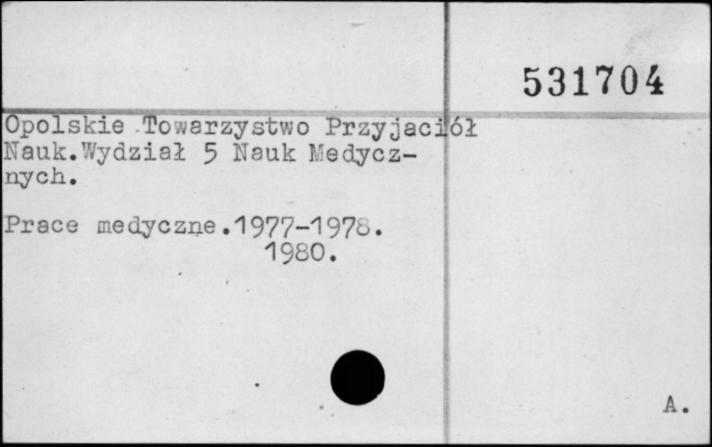 531704
Opolskie Towarzystwo Przyjaciół
Nauk.Wydział 5 Nauk Medycz-
nych.
Prace medyczne.1977-1978.
1980.
A.